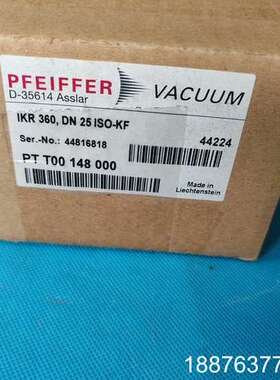 PFEIFFER VACUUM
D-35614 Asslar
IKR 360, DN 25 ISO-KF
Ser.-No: 44816818 44224
PT T00 148 000
Made in
Liechtenstein
18876377